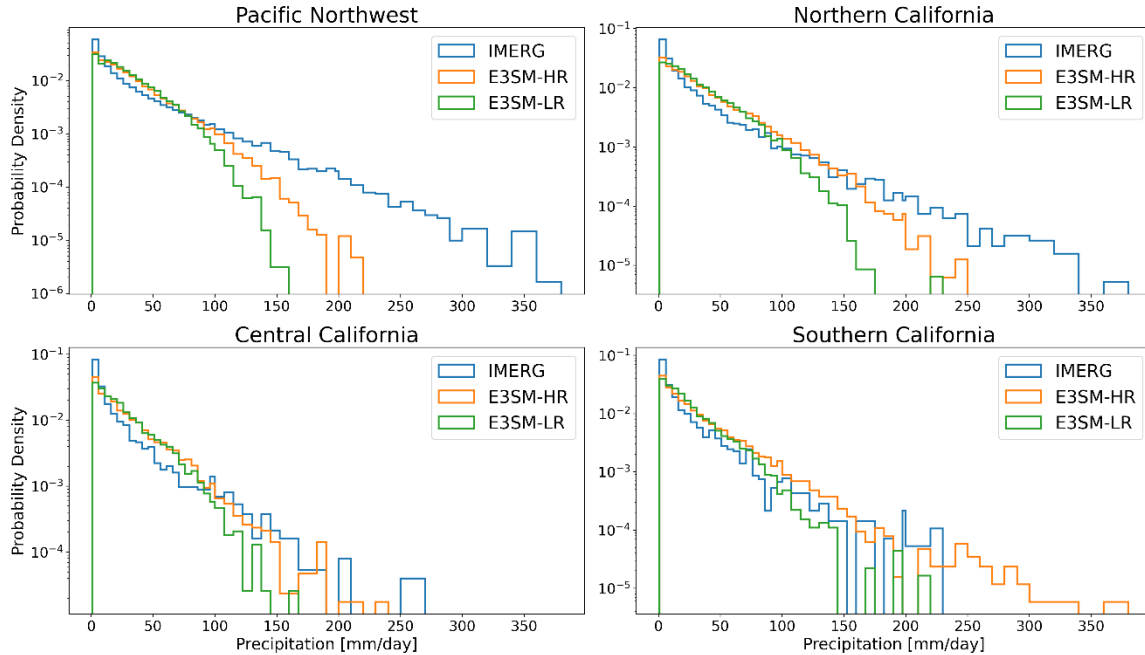 Pacific Northwest
Probability Density
10⁻²
10⁻³
10⁻⁴
10⁻⁵
10⁻⁶
0 50 100 150 200 250 300 350
IMERG
E3SM-HR
E3SM-LR
Northern California
10⁻¹
10⁻²
10⁻³
10⁻⁴
10⁻⁵
0 50 100 150 200 250 300 350
IMERG
E3SM-HR
E3SM-LR
Central California
Probability Density
10⁻¹
10⁻²
10⁻³
10⁻⁴
0 50 100 150 200 250 300 350
Precipitation [mm/day]
IMERG
E3SM-HR
E3SM-LR
Southern California
10⁻¹
10⁻²
10⁻³
10⁻⁴
10⁻⁵
0 50 100 150 200 250 300 350
Precipitation [mm/day]
IMERG
E3SM-HR
E3SM-LR